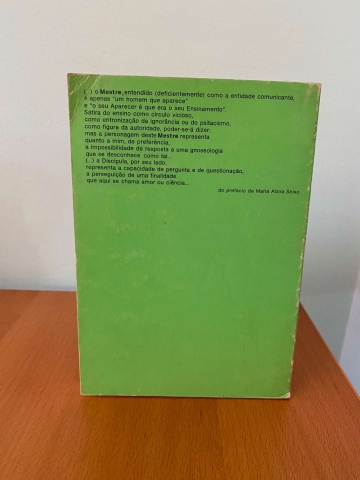 (...) o Mestre, entendido (deficientemente) como a entidade comunicante,
é apenas "um homem que aparece"
e "o seu Aparecer é que era o seu Ensinamento".
Satira do ensino como circulo vicioso,
como entronização da ignorância ou do psitacismo,
como figura da autoridade, poder-se-á dizer:
mas a personagem deste Mestre representa
quanto a mim, de preferência,
a impossibilidade de resposta a uma gnoseologia
que se desconhece como tal...
(...) a Discípula, por seu lado,
representa a capacidade de pergunta e de questionação,
a perseguição de uma finalidade
que aqui se chama amor ou ciência...
do prefácio de Maria Alzira Seixo